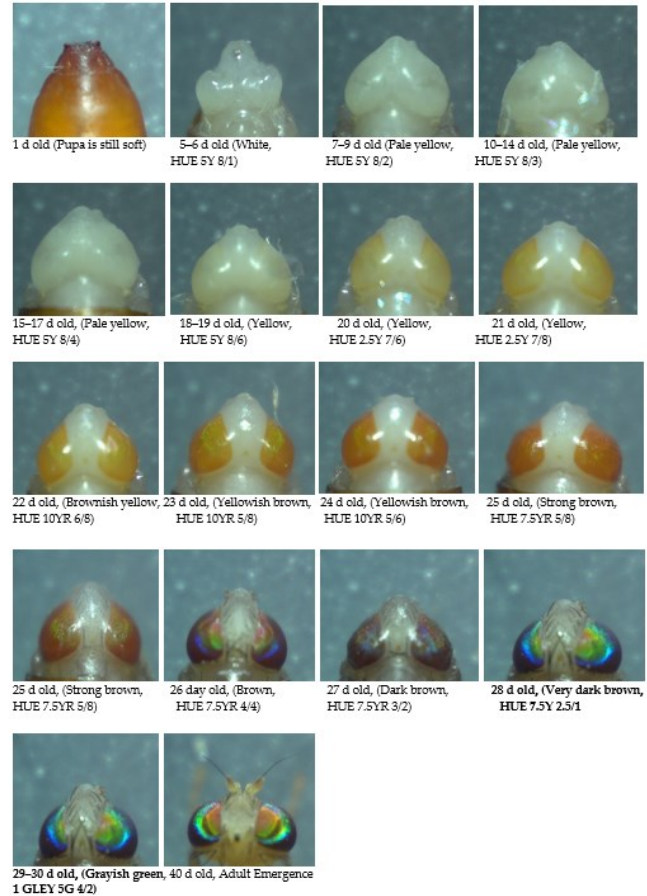 1 d old (Pupa is still soft)
5–6 d old (White,
HUE 5Y 8/1)
7–9 d old (Pale yellow,
HUE 5Y 8/2)
10–14 d old, (Pale yellow,
HUE 5Y 8/3)
15–17 d old, (Pale yellow,
HUE 5Y 8/4)
18–19 d old, (Yellow,
HUE 5Y 8/6)
20 d old, (Yellow,
HUE 2.5Y 7/6)
21 d old, (Yellow,
HUE 2.5Y 7/8)
22 d old, (Brownish yellow,
HUE 10YR 6/8)
23 d old, (Yellowish brown,
HUE 10YR 5/8)
24 d old, (Yellowish brown,
HUE 10YR 5/6)
25 d old, (Strong brown,
HUE 7.5YR 5/8)
25 d old, (Strong brown,
HUE 7.5YR 5/8)
26 day old, (Brown,
HUE 7.5YR 4/4)
27 d old, (Dark brown,
HUE 7.5YR 3/2)
28 d old, (Very dark brown,
HUE 7.5Y 2.5/1
29–30 d old, (Grayish green,
1 GLEY 5G 4/2)
40 d old, Adult Emergence